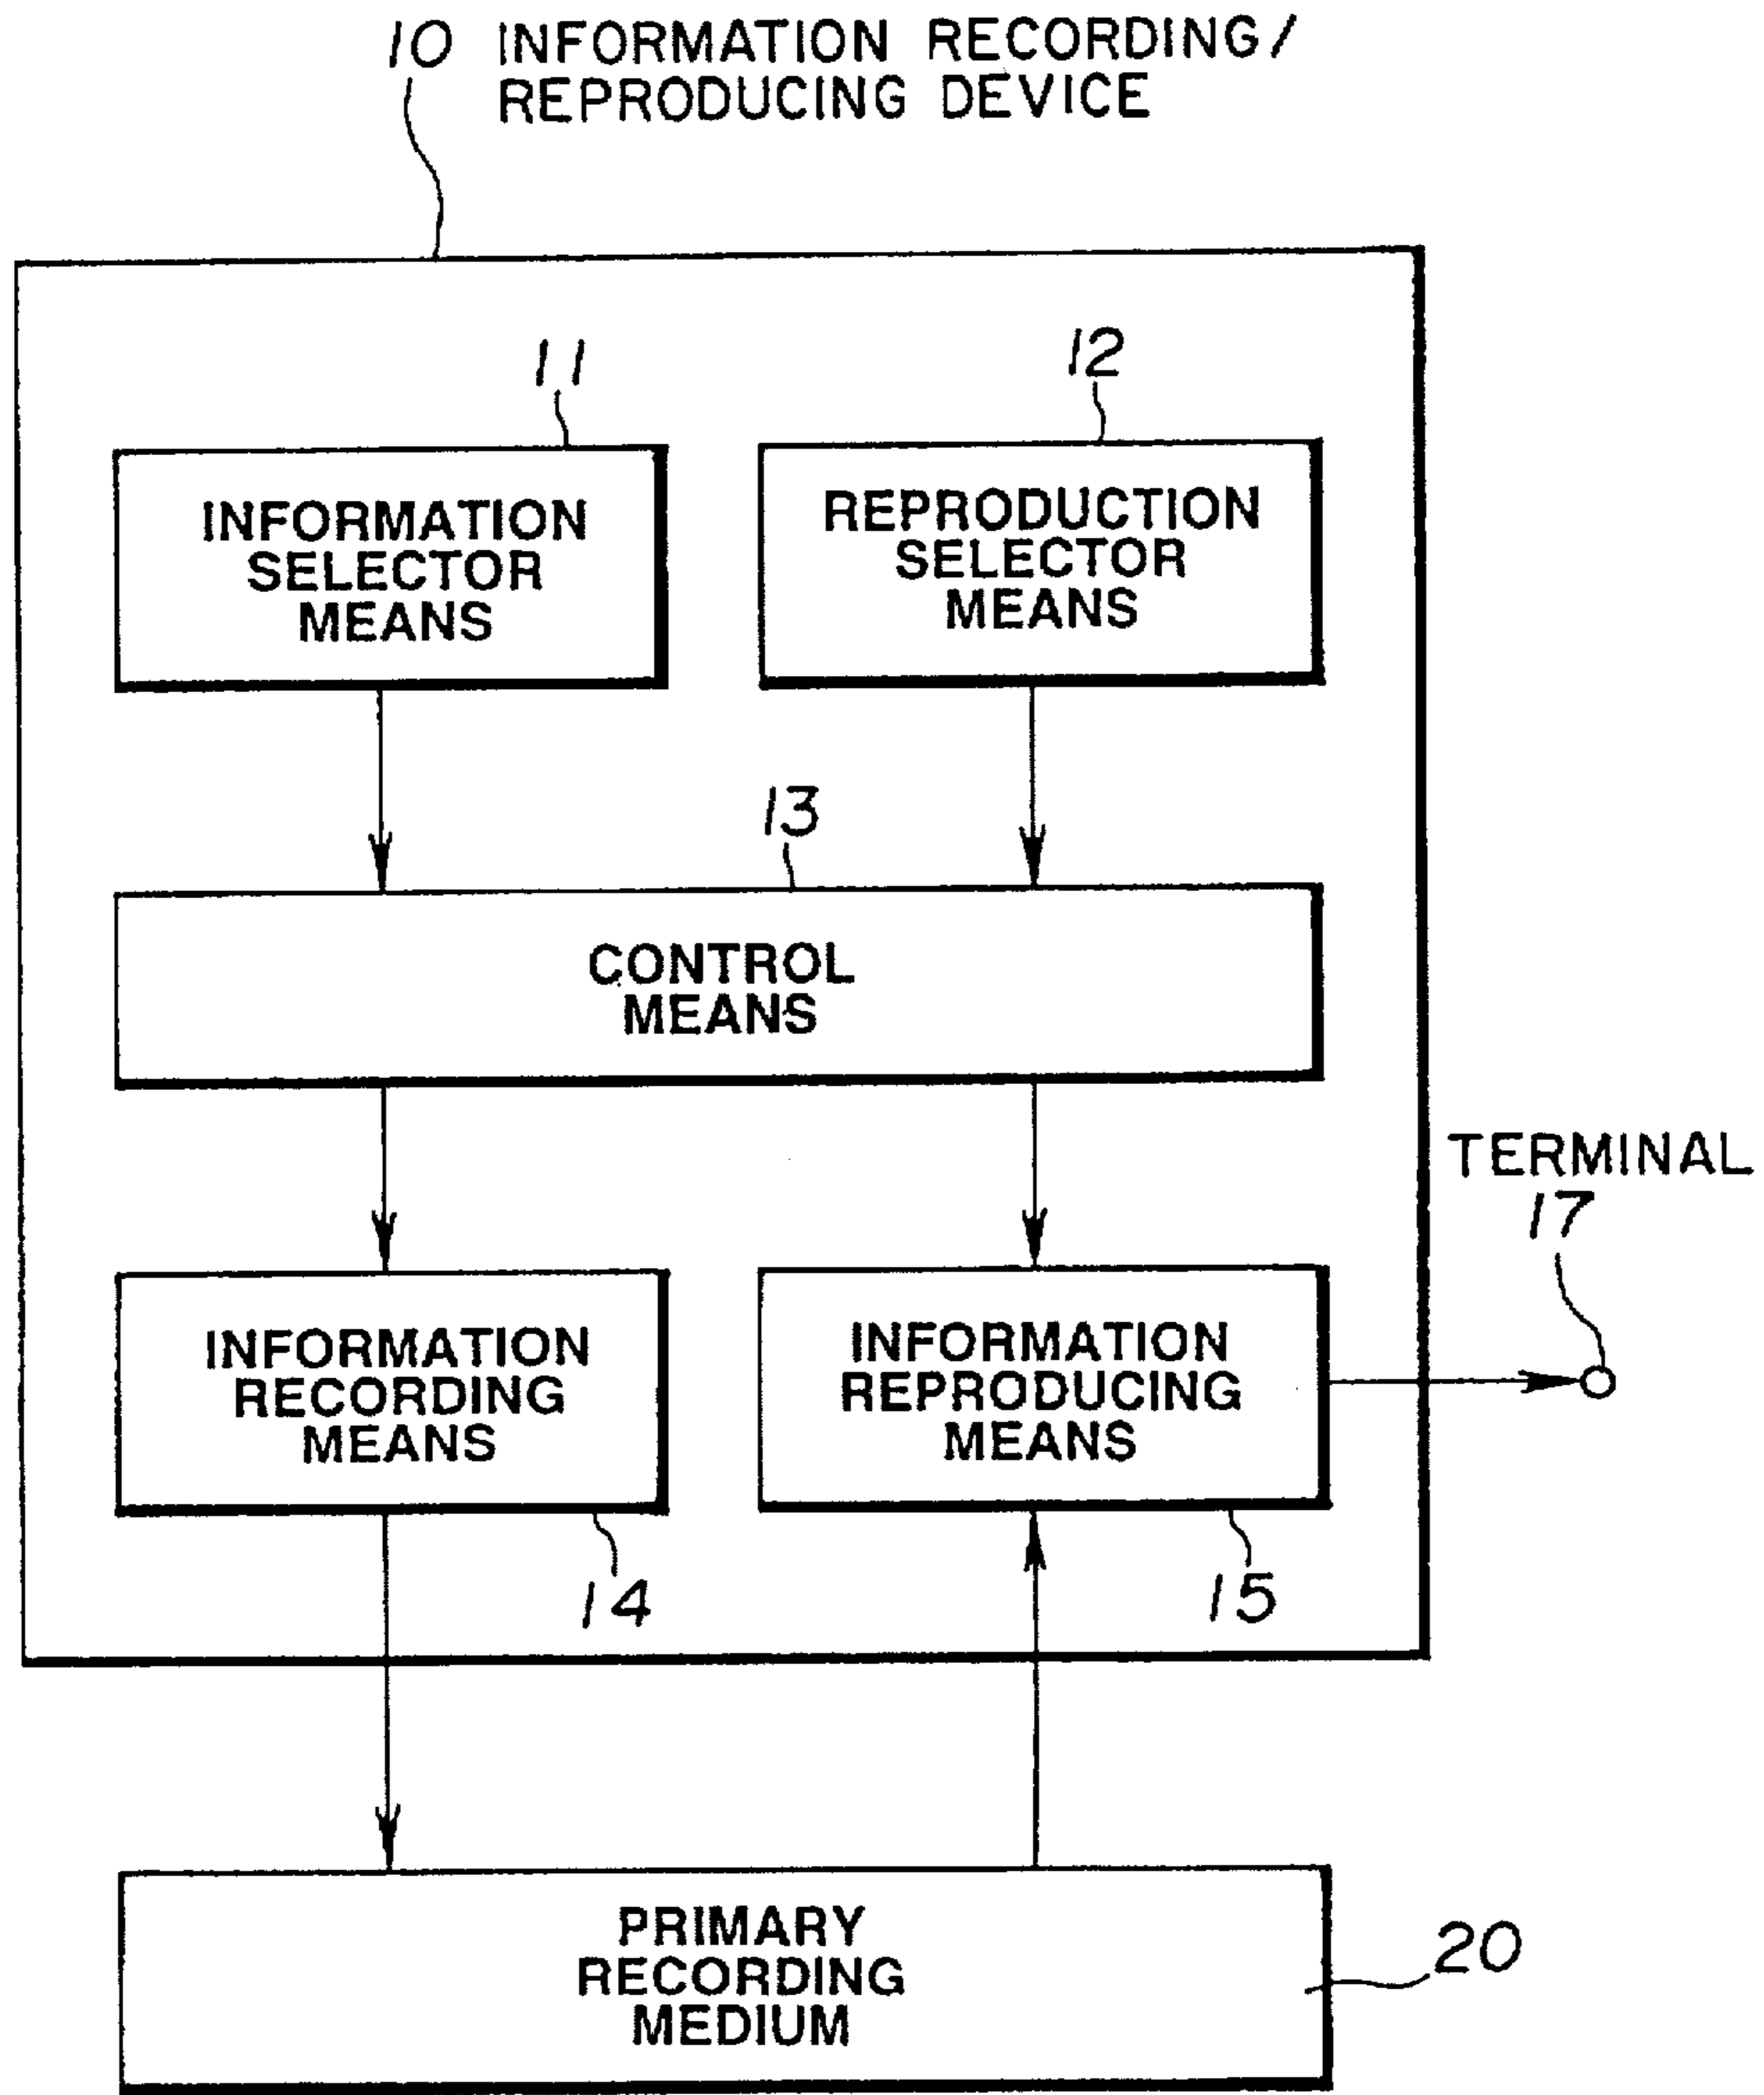 10 INFORMATION RECORDING/
REPRODUCING DEVICE
11
12
INFORMATION
SELECTOR
MEANS
REPRODUCTION
SELECTOR
MEANS
13
CONTROL
MEANS
TERMINAL
17
INFORMATION
RECORDING
MEANS
INFORMATION
REPRODUCING
MEANS
14
15
PRIMARY
RECORDING
MEDIUM
20